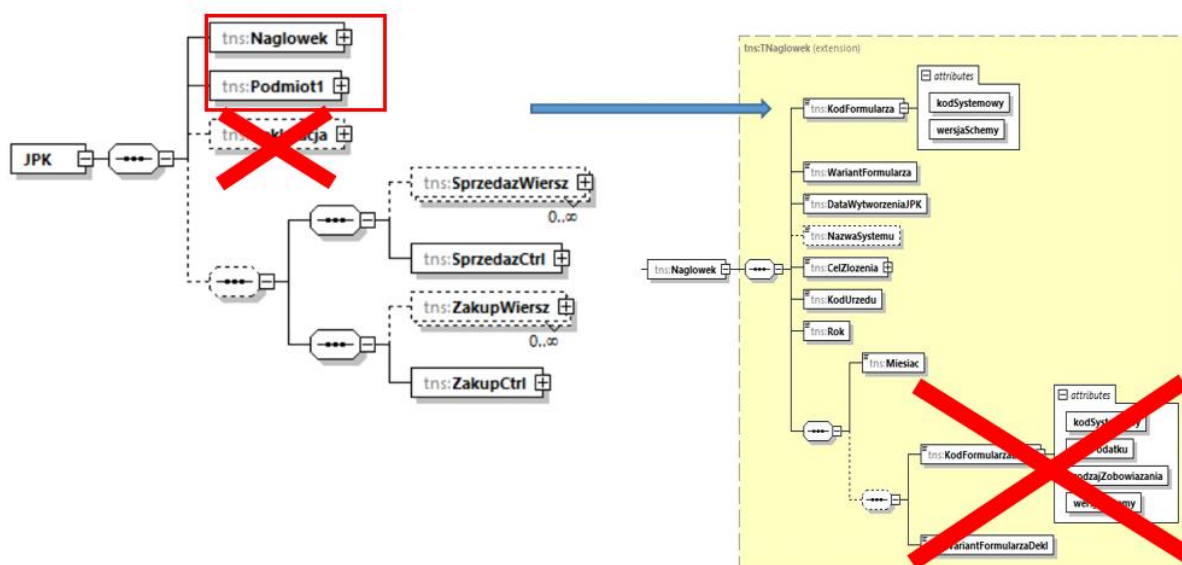 tns:Naglowek
tns:Podmiot1
tns:
JPK
tns:SprzedazWiersz
0..∞
tns:SprzedazCtrl
tns:ZakupWiersz
0..∞
tns:ZakupCtrl
tns:TNaglowek (extension)
attributes
tns:KodFormularza
kodSystemowy
wersjaSchemy
tns:WariantFormularza
tns:DataWytworzeniaJPK
tns:NazwaSystemu
tns:Naglowek
tns:CelZlozenia
tns:KodUrzedu
tns:Rok
tns:Miesiac
attributes
tns:KodFormularza